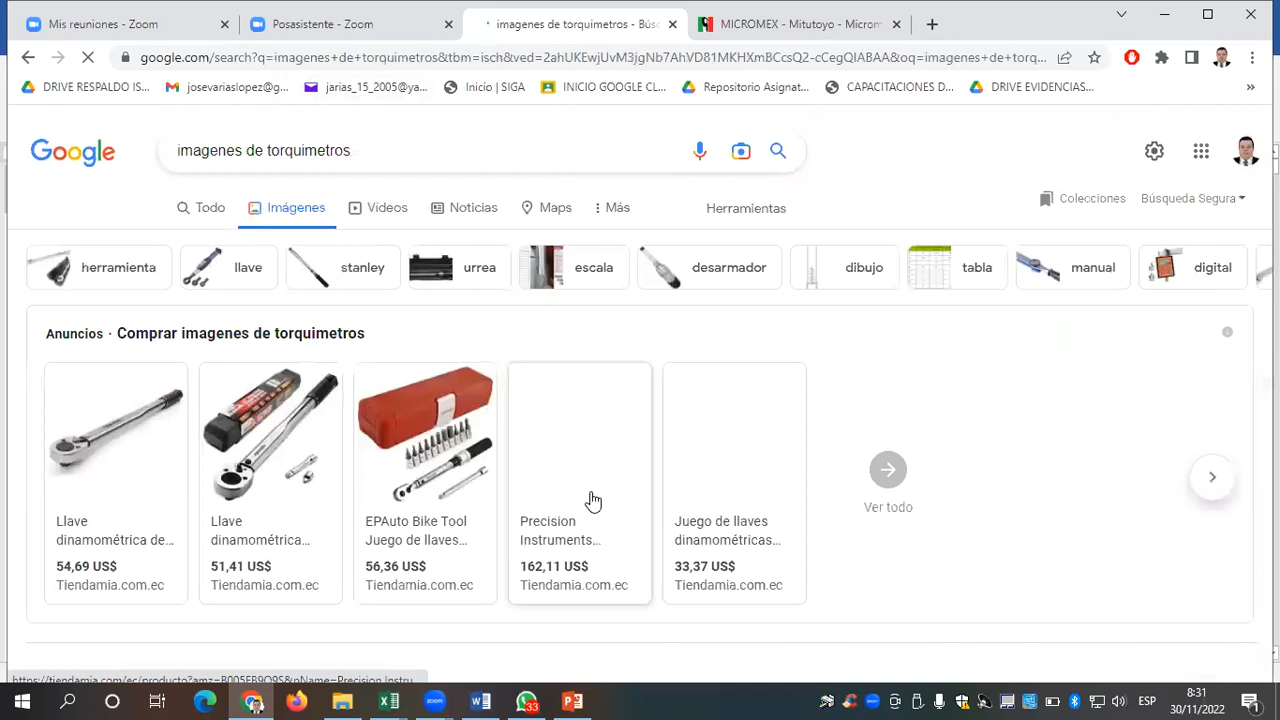 Mis reuniones - Zoom
Posasistente - Zoom
imagenes de torquimetros - Bús
MICROMEX - Mitutoyo - Microm
google.com/search?q=imagenes+de+torquimetros&tbm=isch&ved=2ahUKEwjUvM3jgNb7AhVD81MKHXmBCcoQ2-cCegQIABAA&oq=imagenes+de+torq...
DRIVE RESPALDO IS...
josevariaslopez@g...
jarias_15_2005@ya...
Inicio | SIGA
INICIO GOOGLE CL...
Repositorio Asignat...
CAPACITACIONES D...
DRIVE EVIDENCIAS...
»
Google
imagenes de torquimetros
Todo
Imágenes
Videos
Noticias
Maps
Más
Herramientas
Colecciones
Búsqueda Segura
herramienta
llave
stanley
urrea
escala
desarmador
dibujo
tabla
manual
digital
Anuncios · Comprar imagenes de torquimetros
Llave
dinamométrica de...
54,69 US$
Tiendamia.com.ec
Llave
dinamométrica...
51,41 US$
Tiendamia.com.ec
EPAuto Bike Tool
Juego de llaves...
56,36 US$
Tiendamia.com.ec
Precision
Instruments...
162,11 US$
Tiendamia.com.ec
Juego de llaves
dinamométricas...
33,37 US$
Tiendamia.com.ec
Ver todo
33
ESP
8:31
30/11/2022
1